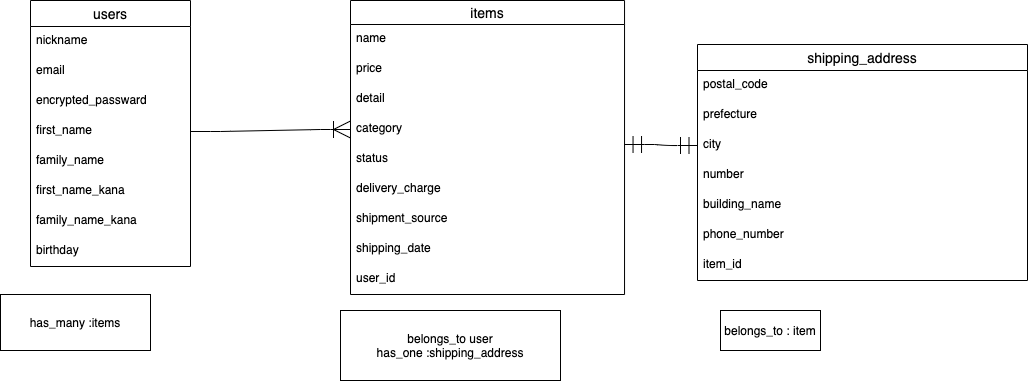 users
nickname
email
encrypted_passward
first_name
family_name
first_name_kana
family_name_kana
birthday
has_many :items
items
name
price
detail
category
status
delivery_charge
shipment_source
shipping_date
user_id
belongs_to user
has_one :shipping_address
shipping_address
postal_code
prefecture
city
number
building_name
phone_number
item_id
belongs_to : item